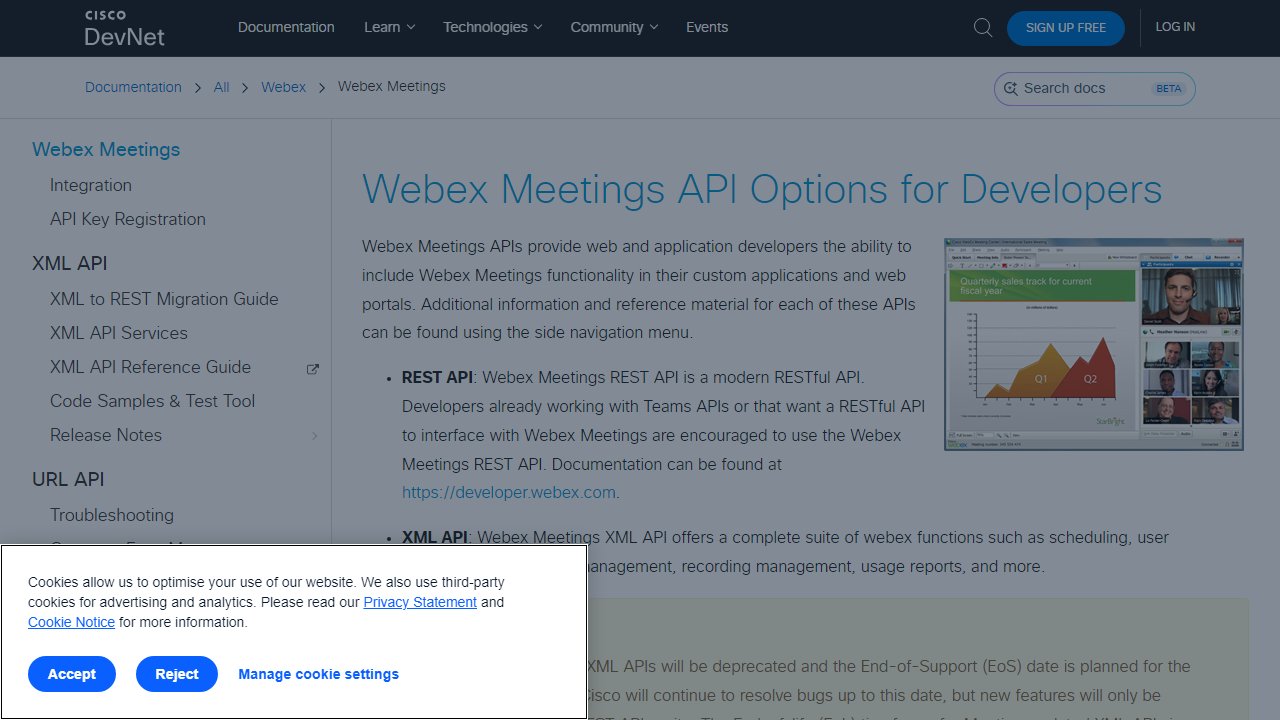 CISCO
DevNet
Documentation
Learn
Technologies
Community
Events
SIGN UP FREE
LOG IN
Documentation
All
Webex
Webex Meetings
Search docs
BETA
Webex Meetings
Integration
API Key Registration
XML API
XML to REST Migration Guide
XML API Services
XML API Reference Guide
Code Samples & Test Tool
Release Notes
URL API
Troubleshooting
Webex Meetings API Options for Developers
Webex Meetings APIs provide web and application developers the ability to
include Webex Meetings functionality in their custom applications and web
portals. Additional information and reference material for each of these APIs
can be found using the side navigation menu.
• REST API: Webex Meetings REST API is a modern RESTful API.
Developers already working with Teams APIs or that want a RESTful API
to interface with Webex Meetings are encouraged to use the Webex
Meetings REST API. Documentation can be found at
https://developer.webex.com.
Quarterly sales track for current
fiscal year
Q1
Q2
StarBright
• XML API: Webex Meetings XML API offers a complete suite of webex functions such as scheduling, user
management, recording management, usage reports, and more.
XML APIs will be deprecated and the End-of-Support (EoS) date is planned for the
Cisco will continue to resolve bugs up to this date, but new features will only be
Cookies allow us to optimise your use of our website. We also use third-party
cookies for advertising and analytics. Please read our Privacy Statement and
Cookie Notice for more information.
Accept
Reject
Manage cookie settings